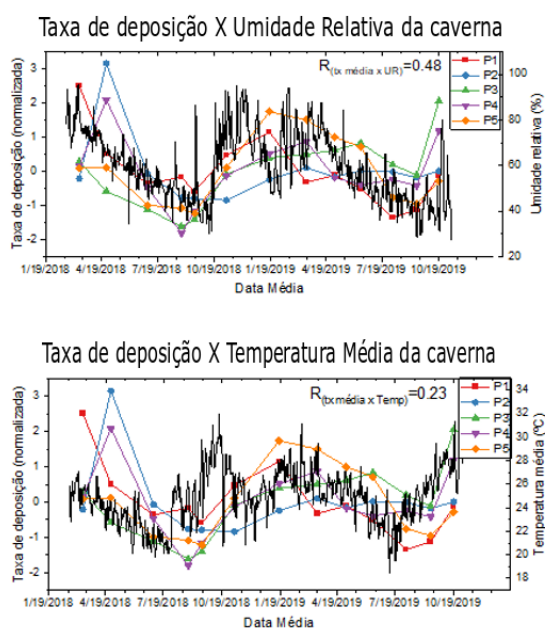 Taxa de deposição X Umidade Relativa da caverna
R(tx média x UR)=0.48
P1
P2
P3
P4
P5
3
2
1
0
-1
-2
100
80
60
40
20
Taxa de deposição (normalizada)
Umidade relativa (%)
1/19/2018 4/19/2018 7/19/2018 10/19/2018 1/19/2019 4/19/2019 7/19/2019 10/19/2019
Data Média
Taxa de deposição X Temperatura Média da caverna
R(tx média x Temp)=0.23
P1
P2
P3
P4
P5
3
2
1
0
-1
-2
34
32
30
28
26
24
22
20
18
Taxa de deposição (normalizada)
Temperatura média (ºC)
1/19/2018 4/19/2018 7/19/2018 10/19/2018 1/19/2019 4/19/2019 7/19/2019 10/19/2019
Data Média